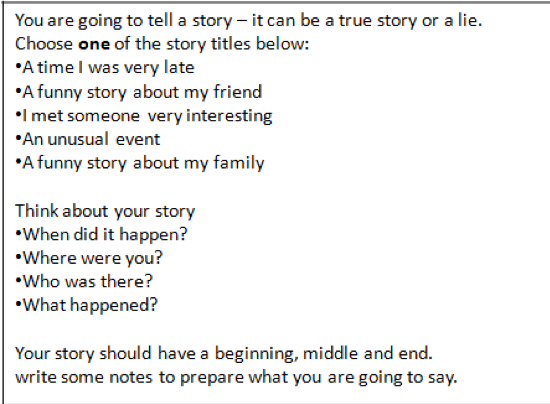 You are going to tell a story – it can be a true story or a lie.
Choose one of the story titles below:
•A time I was very late
•A funny story about my friend
•I met someone very interesting
•An unusual event
•A funny story about my family
Think about your story
•When did it happen?
•Where were you?
•Who was there?
•What happened?
Your story should have a beginning, middle and end.
write some notes to prepare what you are going to say.